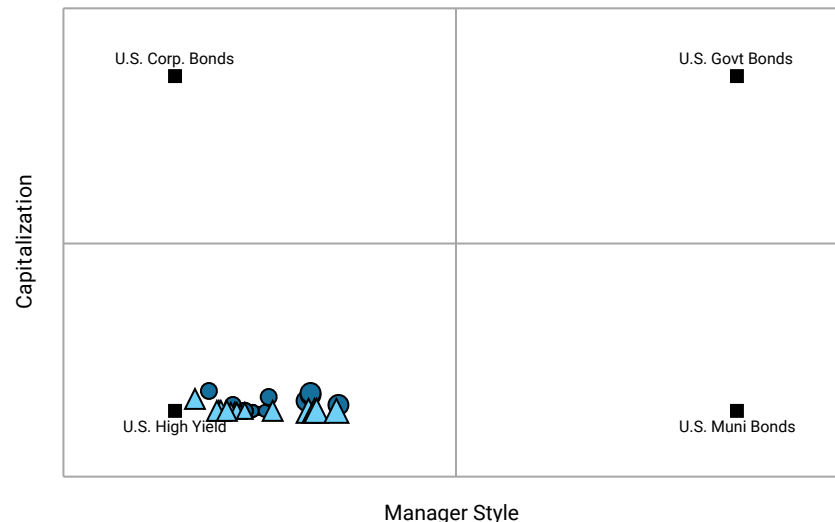 U.S. Corp. Bonds
U.S. Govt Bonds
Capitalization
U.S. High Yield
U.S. Muni Bonds
Manager Style